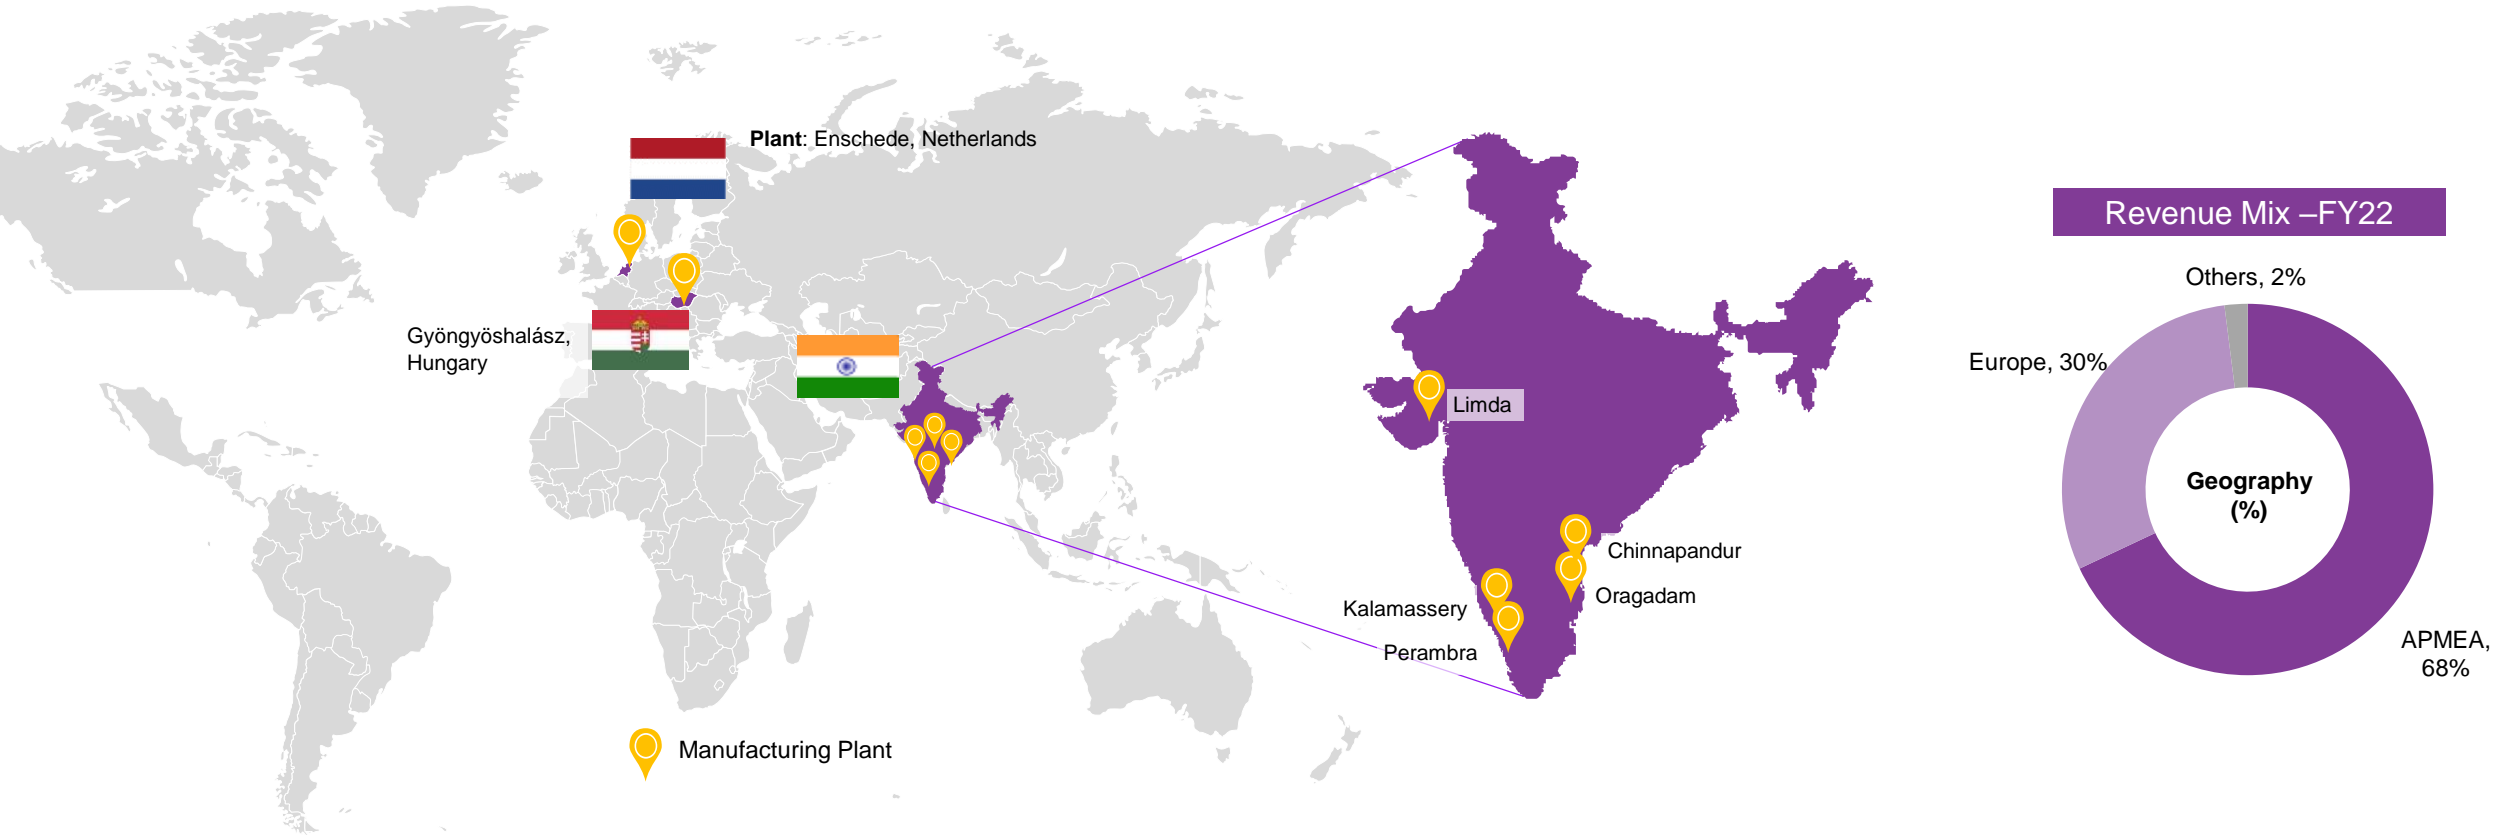 Plant: Enschede, Netherlands
Gyöngyöshalász,
Hungary
Limda
Chinnapandur
Oragadam
Kalamassery
Perambra
Manufacturing Plant
Revenue Mix –FY22
Others, 2%
Europe, 30%
Geography
(%)
APMEA,
68%